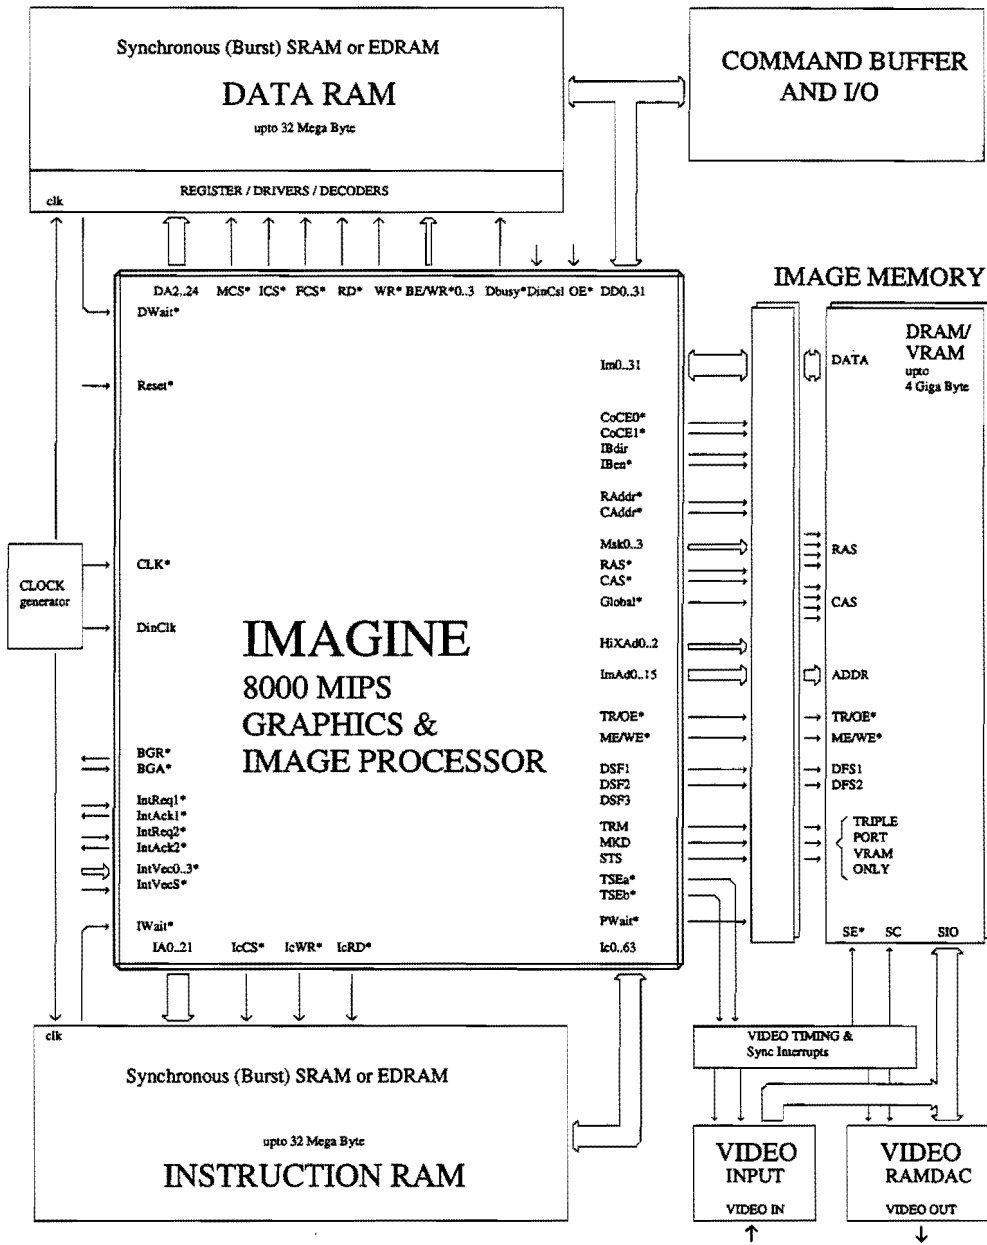 Synchronous (Burst) SRAM or EDRAM
DATA RAM
upto 32 Mega Byte
REGISTER / DRIVERS / DECODERS
clk
COMMAND BUFFER
AND I/O
DA2..24 MCS* ICS* FCS* RD* WR* BE/WR*0..3 Dbusy* DinCsl OE* DD0..31
DWait*
Reset*
CLK*
DinClk
BGR*
BGA*
IntReq1*
IntAck1*
IntReq2*
IntAck2*
IntVec0..3*
IntVecS*
IWait*
CLOCK
generator
IMAGINE
8000 MIPS
GRAPHICS &
IMAGE PROCESSOR
Im0..31
CoCE0*
CoCE1*
IBdir
IBen*
RAddr*
CAddr*
Msk0..3
RAS*
CAS*
Global*
HiXAd0..2
ImAd0..15
TR/OE*
ME/WE*
DSF1
DSF2
DSF3
TRM
MKD
STS
TSEa*
TSEb*
PWait*
IA0..21 IcCS* IcWR* IcRD* Ic0..63
IMAGE MEMORY
DRAM/
VRAM
upto
4 Giga Byte
DATA
RAS
CAS
ADDR
TR/OE*
ME/WE*
DFS1
DFS2
TRIPLE
PORT
VRAM
ONLY
SE* SC SIO
clk
Synchronous (Burst) SRAM or EDRAM
upto 32 Mega Byte
INSTRUCTION RAM
VIDEO TIMING &
Sync Interrupts
VIDEO
INPUT
VIDEO IN
VIDEO
RAMDAC
VIDEO OUT